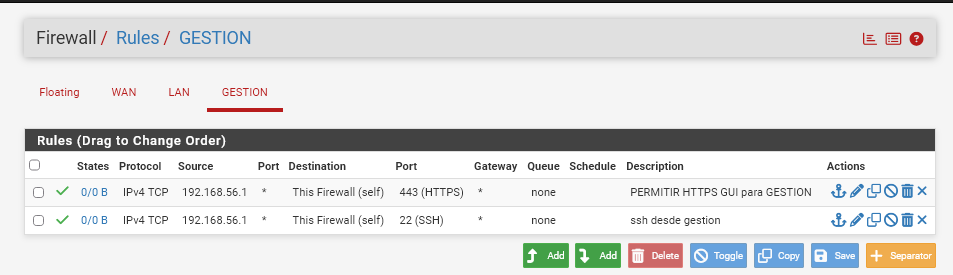 Firewall / Rules / GESTION
Floating WAN LAN GESTION
Rules (Drag to Change Order)
States Protocol Source Port Destination Port Gateway Queue Schedule Description Actions
0/0 B IPv4 TCP 192.168.56.1 * This Firewall (self) 443 (HTTPS) * none PERMITIR HTTPS GUI para GESTION
0/0 B IPv4 TCP 192.168.56.1 * This Firewall (self) 22 (SSH) * none ssh desde gestion
Add Add Delete Toggle Copy Save Separator